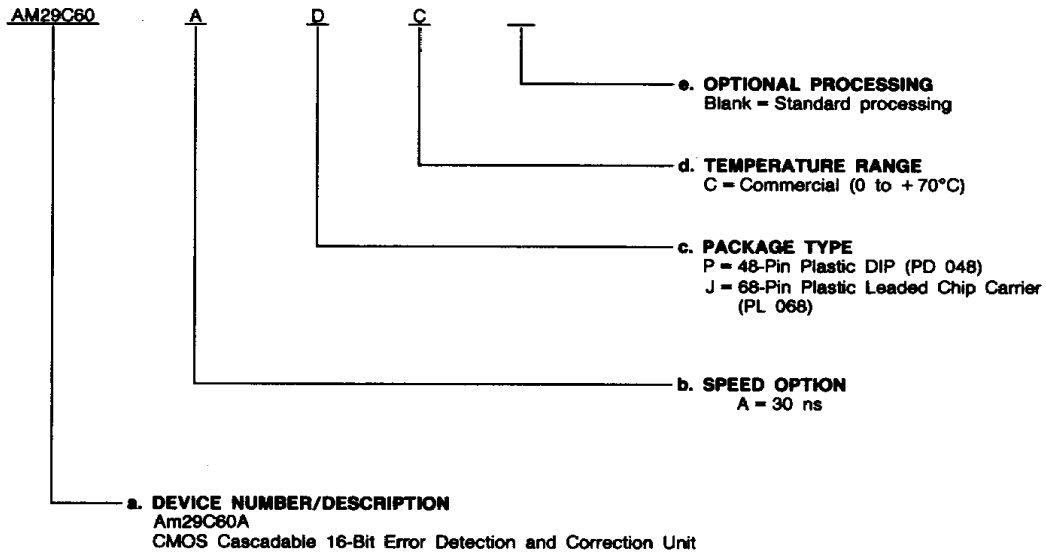 AM29C60 A D C
e. OPTIONAL PROCESSING
Blank = Standard processing
d. TEMPERATURE RANGE
C = Commercial (0 to +70°C)
c. PACKAGE TYPE
P = 48-Pin Plastic DIP (PD 048)
J = 68-Pin Plastic Leaded Chip Carrier
(PL 068)
b. SPEED OPTION
A = 30 ns
a. DEVICE NUMBER/DESCRIPTION
Am29C60A
CMOS Cascadable 16-Bit Error Detection and Correction Unit